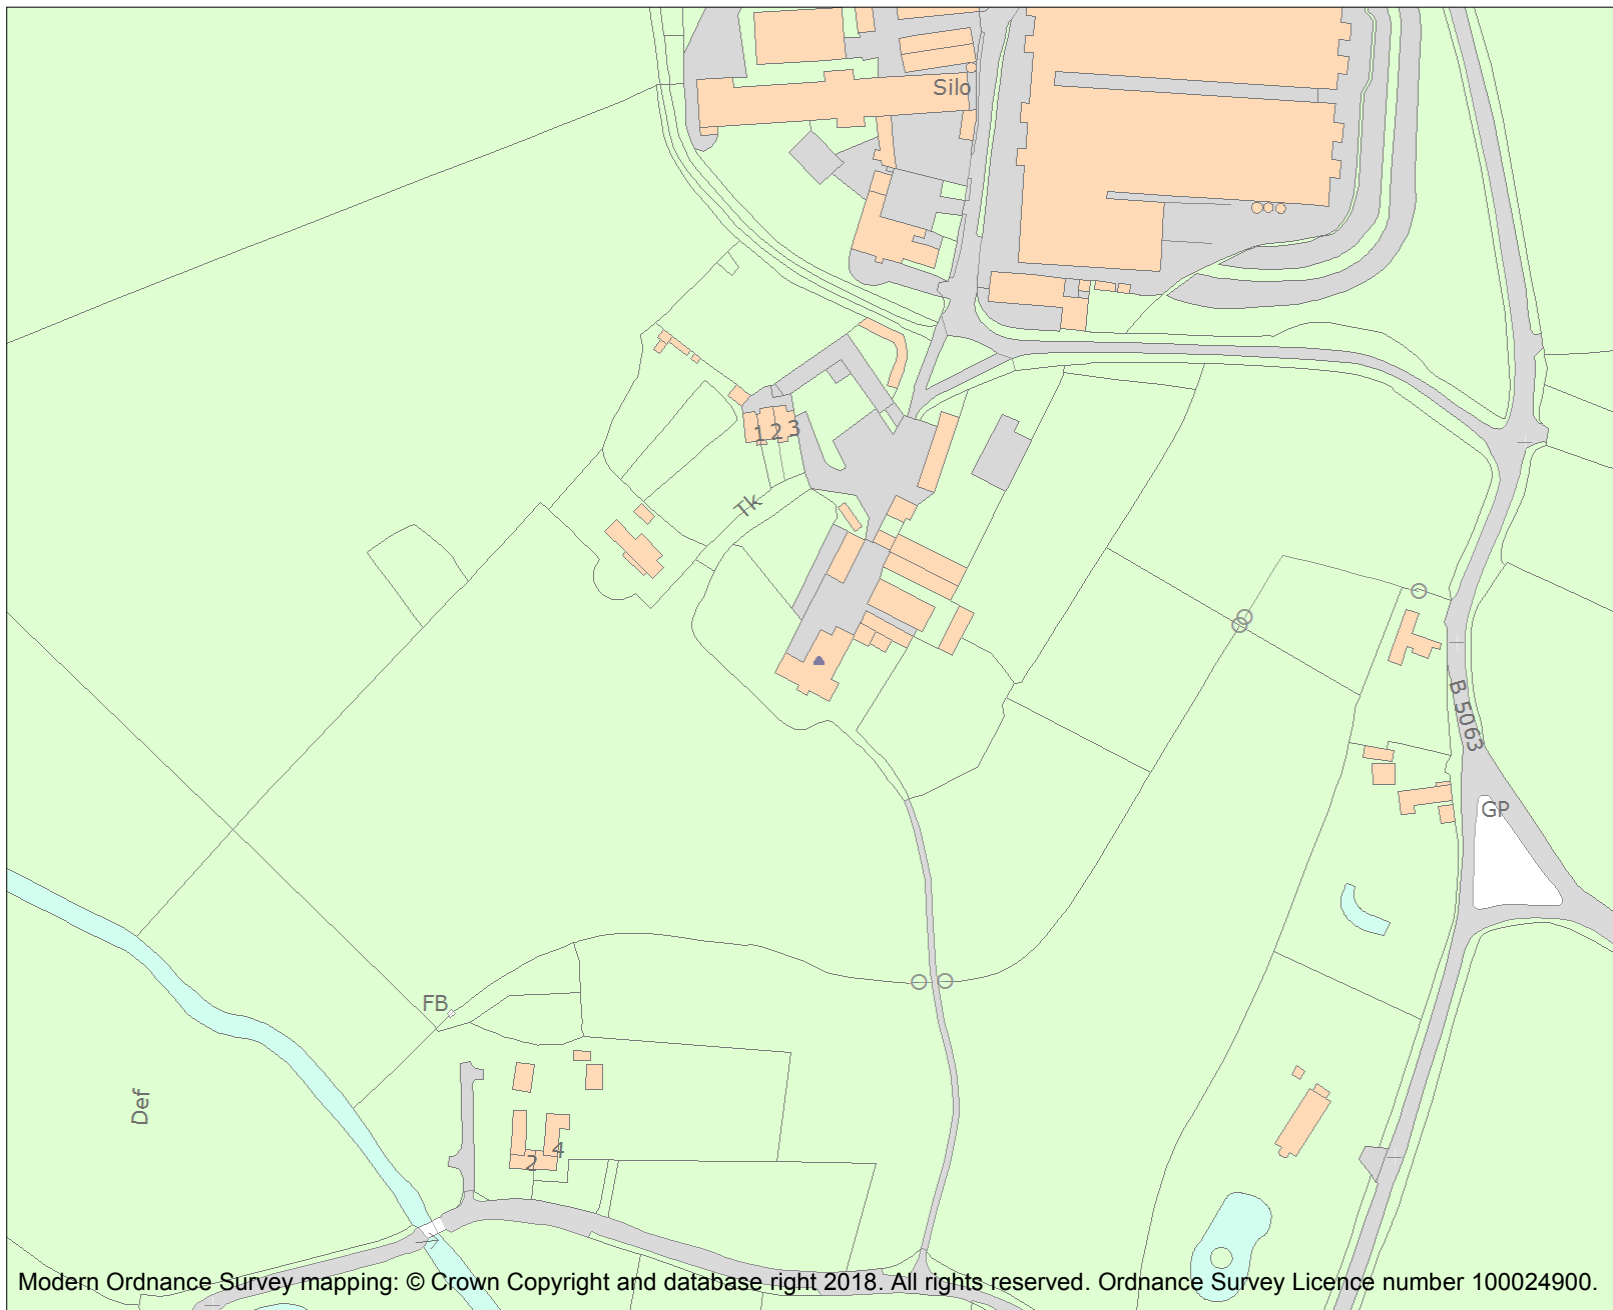 Silo
1 2 3
Tk
B 5063
GP
FB
Def
4
2
Modern Ordnance Survey mapping: © Crown Copyright and database right 2018. All rights reserved. Ordnance Survey Licence number 100024900.